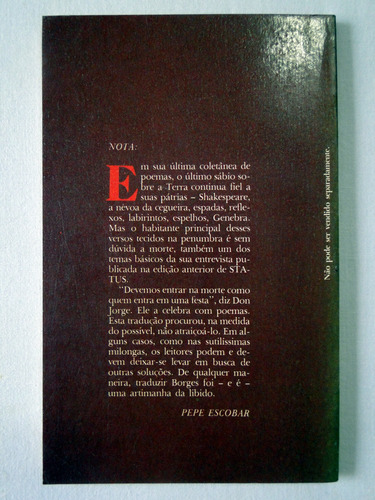 NOTA:
Em sua última coletânea de
poemas, o último sábio so-
bre a Terra continua fiel a
suas pátrias – Shakespeare,
a névoa da cegueira, espadas, refle-
xos, labirintos, espelhos, Genebra.
Mas o habitante principal desses
versos tecidos na penumbra é sem
dúvida a morte, também um dos
temas básicos da sua entrevista pu-
blicada na edição anterior de STA-
TUS.
"Devemos entrar na morte como
quem entra em uma festa", diz Don
Jorge. Ele a celebra com poemas.
Esta tradução procurou, na medida
do possível, não atraiçoá-lo. Em al-
guns casos, como nas sutilíssimas
milongas, os leitores podem e de-
vem deixar-se levar em busca de
outras soluções. De qualquer ma-
neira, traduzir Borges foi – e é –
uma artimanha da libido.
PEPE ESCOBAR
Não pode ser vendido separadamente.